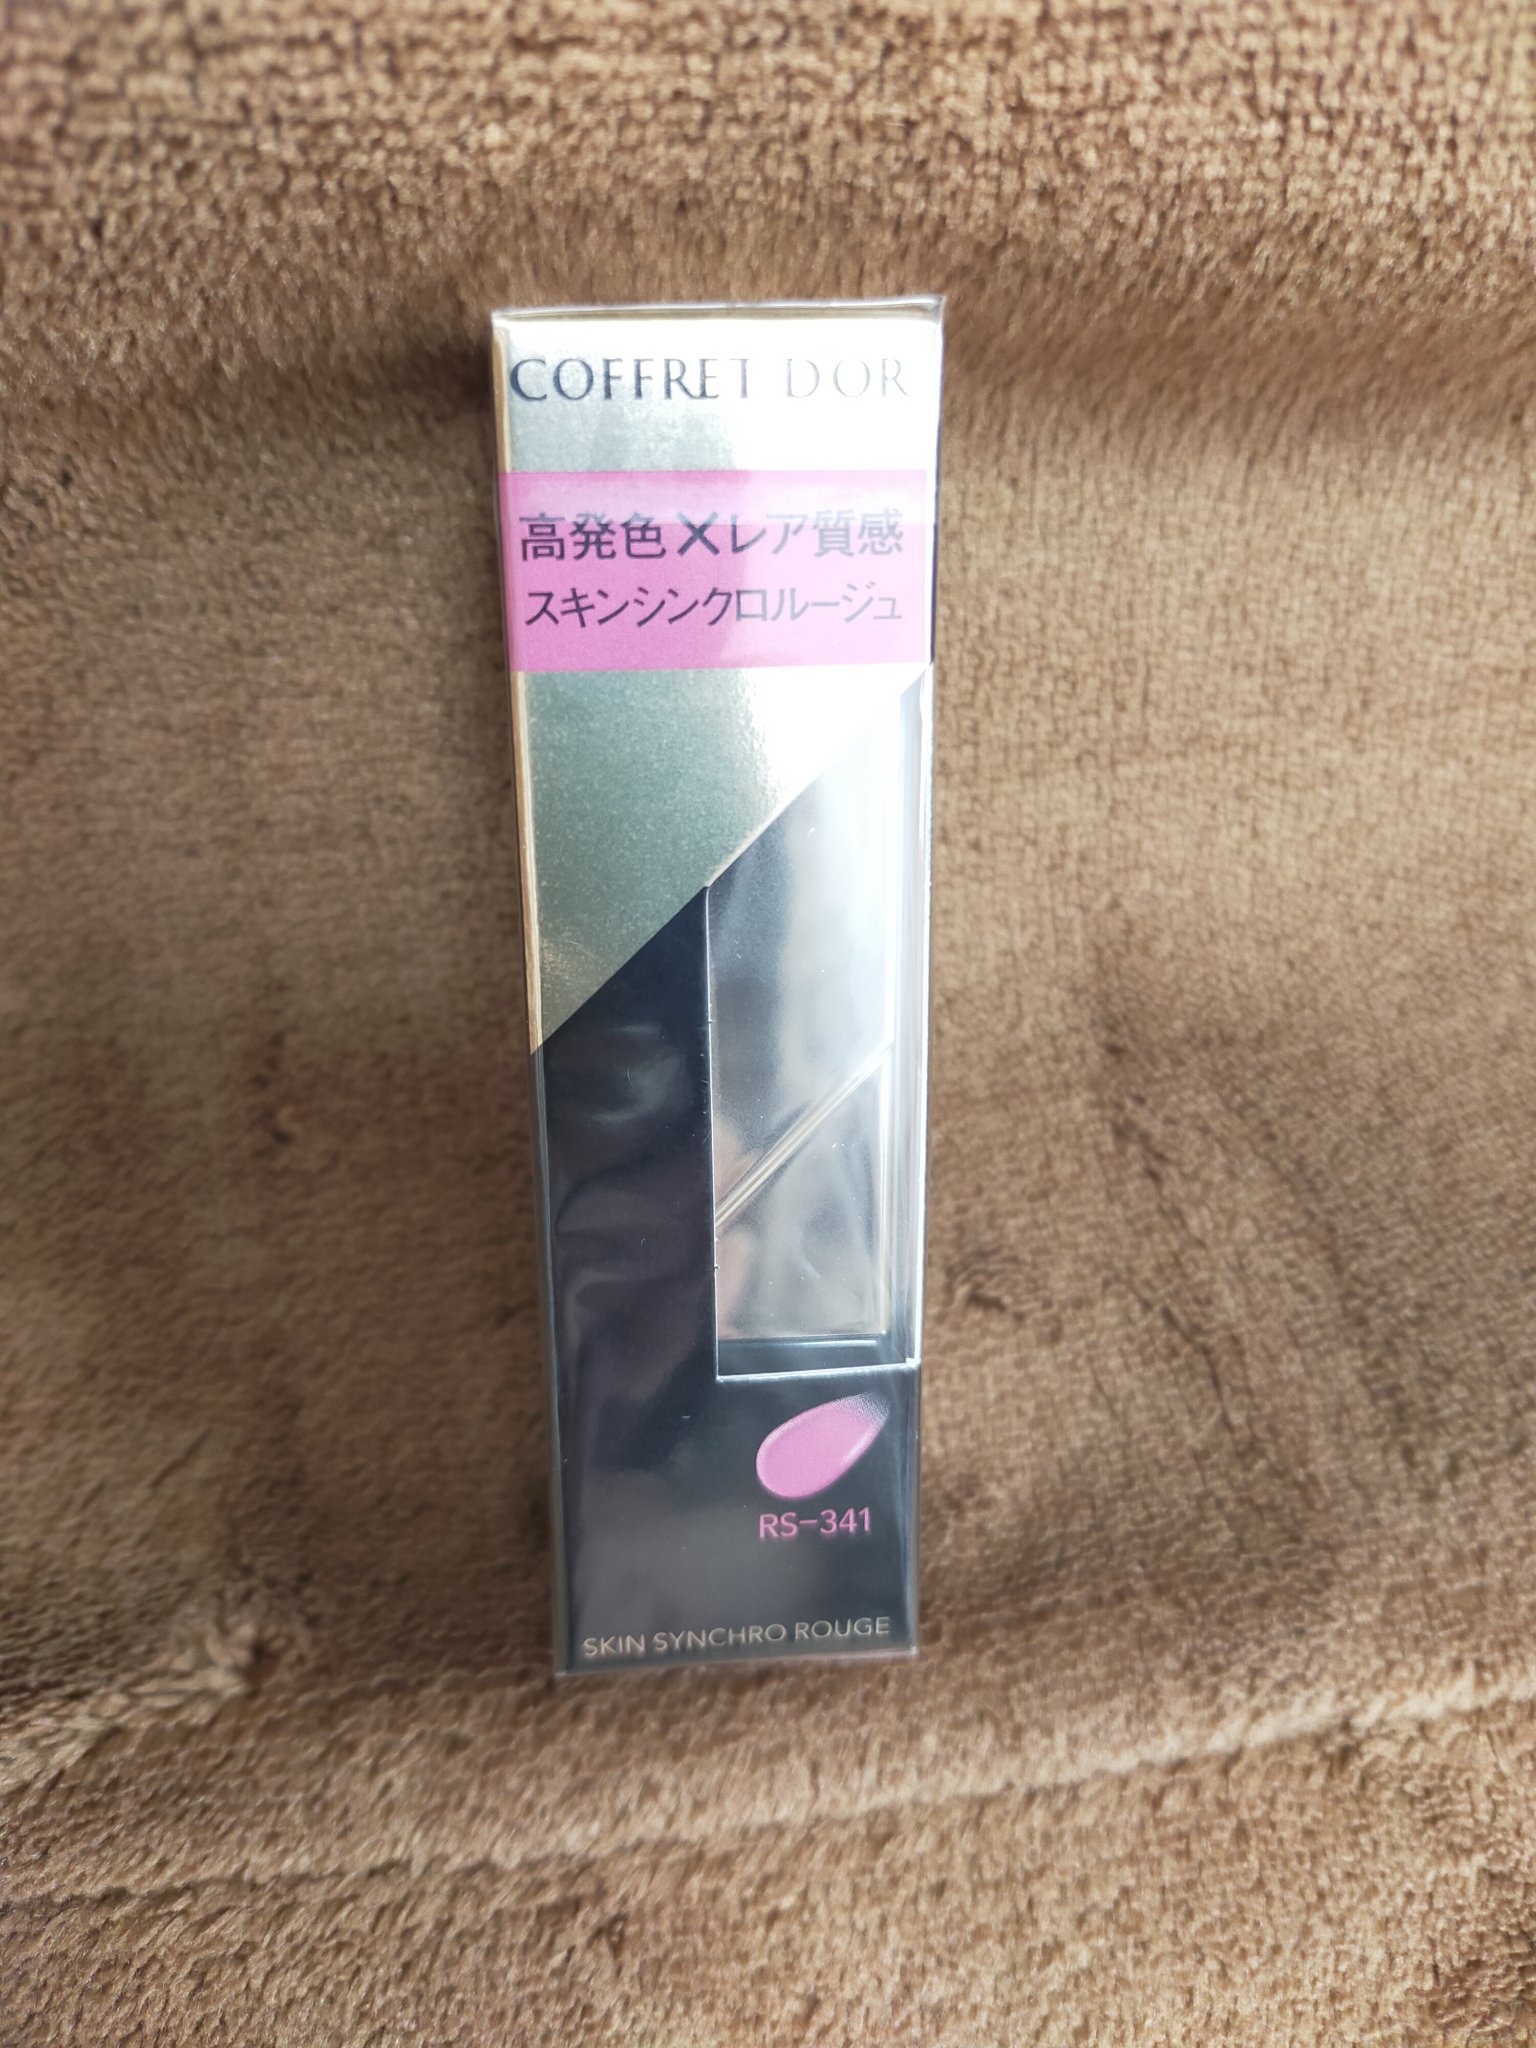 COFFRET D'OR
高発色×レア質感
スキンシンクロルージュ
RS-341
SKIN SYNCHRO ROUGE